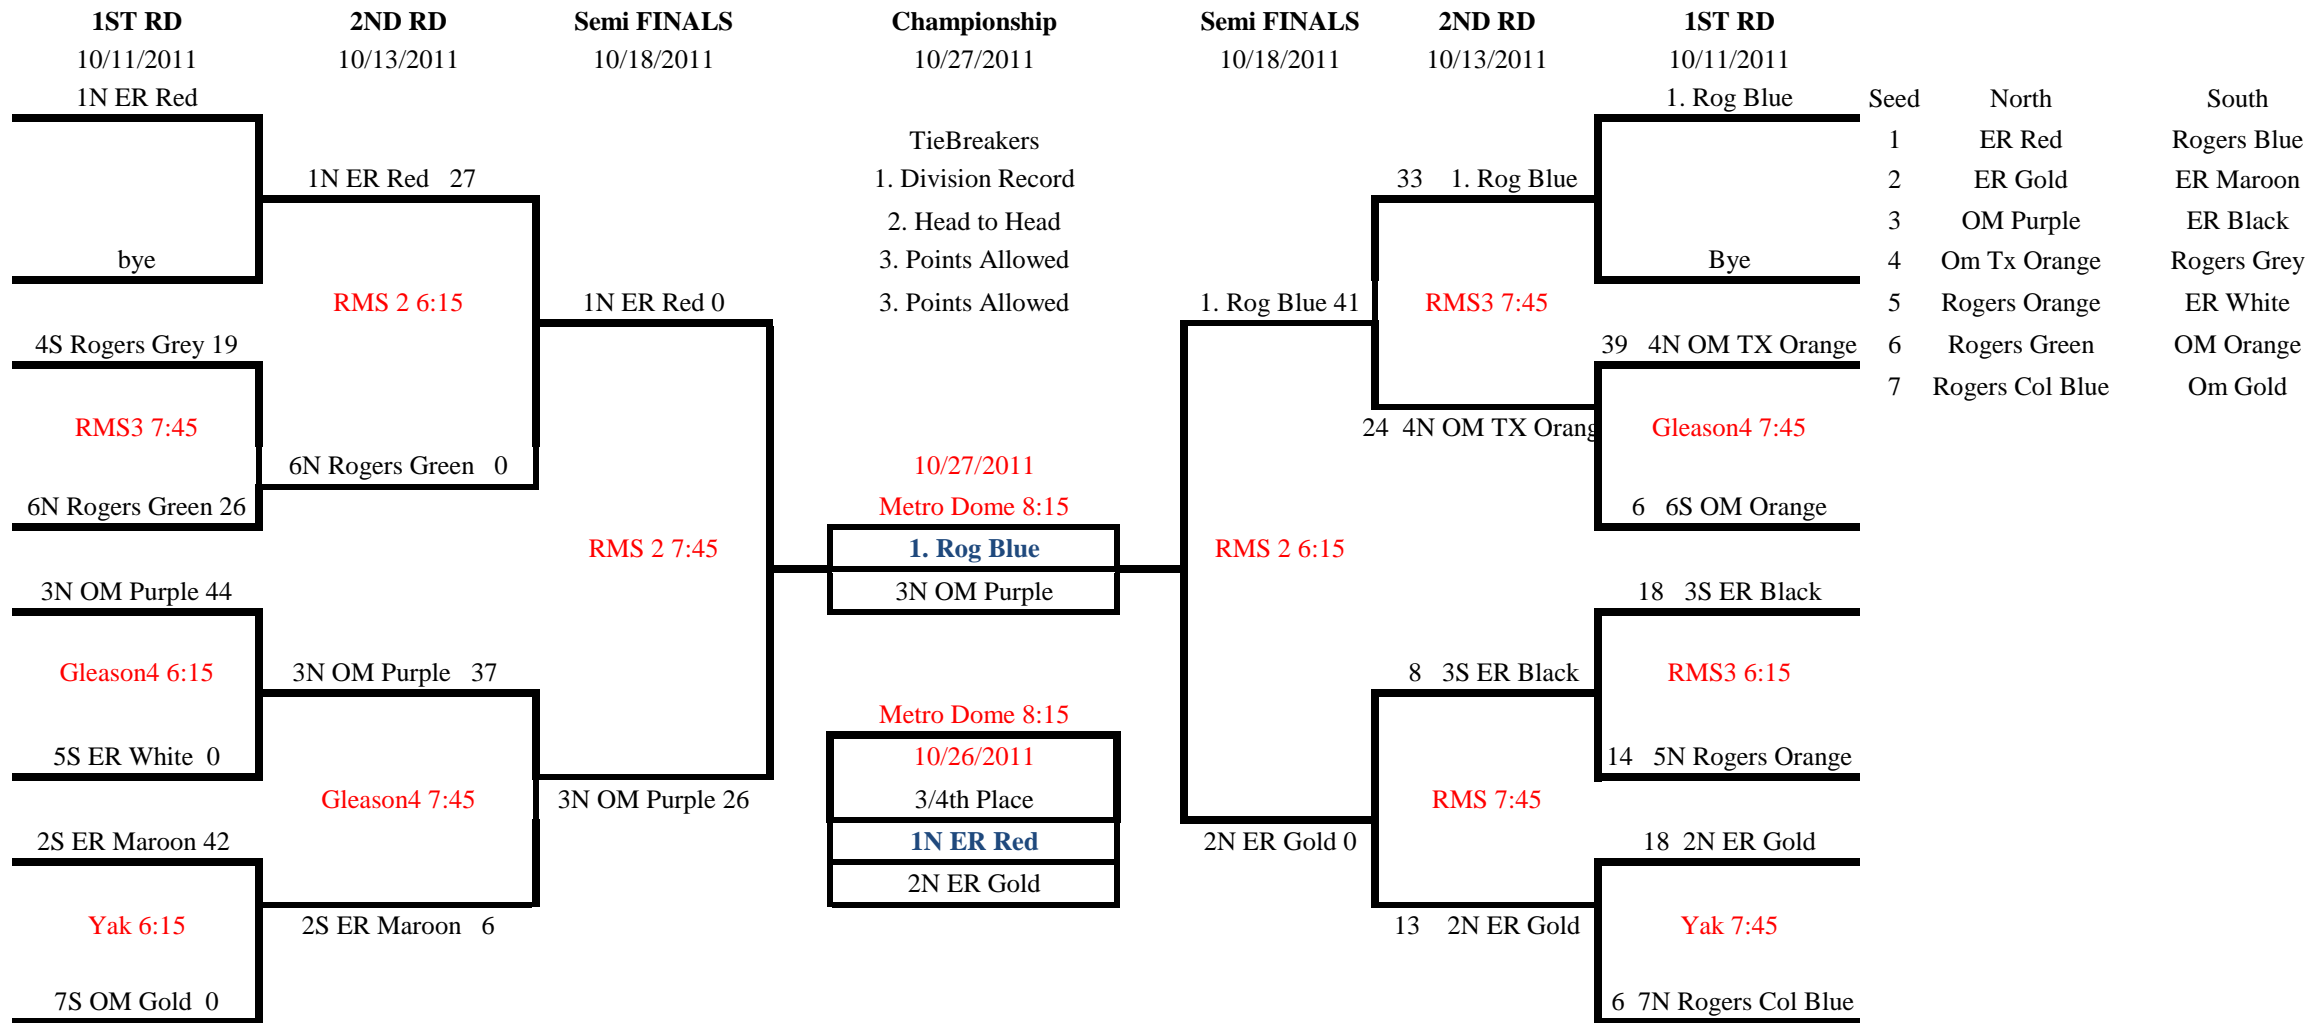 1ST RD 2ND RD Semi FINALS Championship Semi FINALS 2ND RD 1ST RD
10/11/2011 10/13/2011 10/18/2011 10/27/2011 10/18/2011 10/13/2011 10/11/2011
1N ER Red 1. Rog Blue Seed North South
TieBreakers 1 ER Red Rogers Blue
1N ER Red 27 1. Division Record 33 1. Rog Blue 2 ER Gold ER Maroon
2. Head to Head 3 OM Purple ER Black
bye 3. Points Allowed Bye 4 Om Tx Orange Rogers Grey
RMS 2 6:15 1N ER Red 0 3. Points Allowed 1. Rog Blue 41 RMS3 7:45 5 Rogers Orange ER White
4S Rogers Grey 19 39 4N OM TX Orange 6 Rogers Green OM Orange
7 Rogers Col Blue Om Gold
RMS3 7:45 24 4N OM TX Orang Gleason4 7:45
6N Rogers Green 0 10/27/2011
6N Rogers Green 26 Metro Dome 8:15 6 6S OM Orange
RMS 2 7:45 1. Rog Blue RMS 2 6:15
3N OM Purple 44 3N OM Purple 18 3S ER Black
Gleason4 6:15 3N OM Purple 37 8 3S ER Black RMS3 6:15
Metro Dome 8:15
5S ER White 0 10/26/2011 14 5N Rogers Orange
Gleason4 7:45 3N OM Purple 26 3/4th Place RMS 7:45
2S ER Maroon 42 1N ER Red 2N ER Gold 0 18 2N ER Gold
2N ER Gold
Yak 6:15 2S ER Maroon 6 13 2N ER Gold Yak 7:45
7S OM Gold 0 6 7N Rogers Col Blue